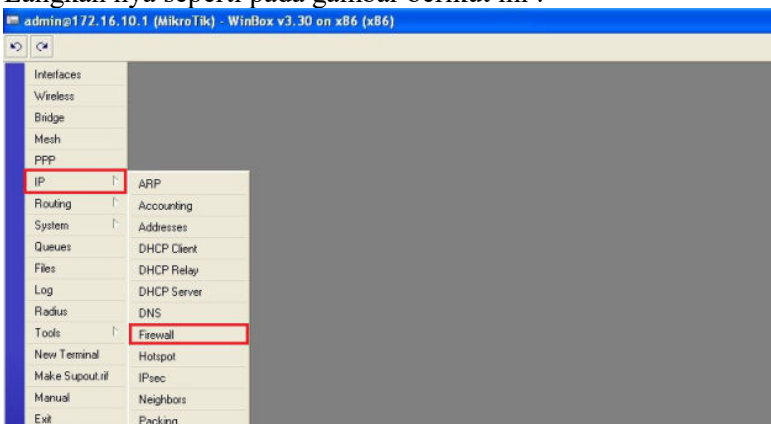 Langkah nya seperti pada gambar berikut ini :
admin@172.16.10.1 (MikroTik) - WinBox v3.30 on x86 (x86)
Interfaces
Wireless
Bridge
Mesh
PPP
IP
Routing
System
Queues
Files
Log
Radius
Tools
New Terminal
Make Supout.rif
Manual
Exit
ARP
Accounting
Addresses
DHCP Client
DHCP Relay
DHCP Server
DNS
Firewall
Hotspot
IPsec
Neighbors
Packing